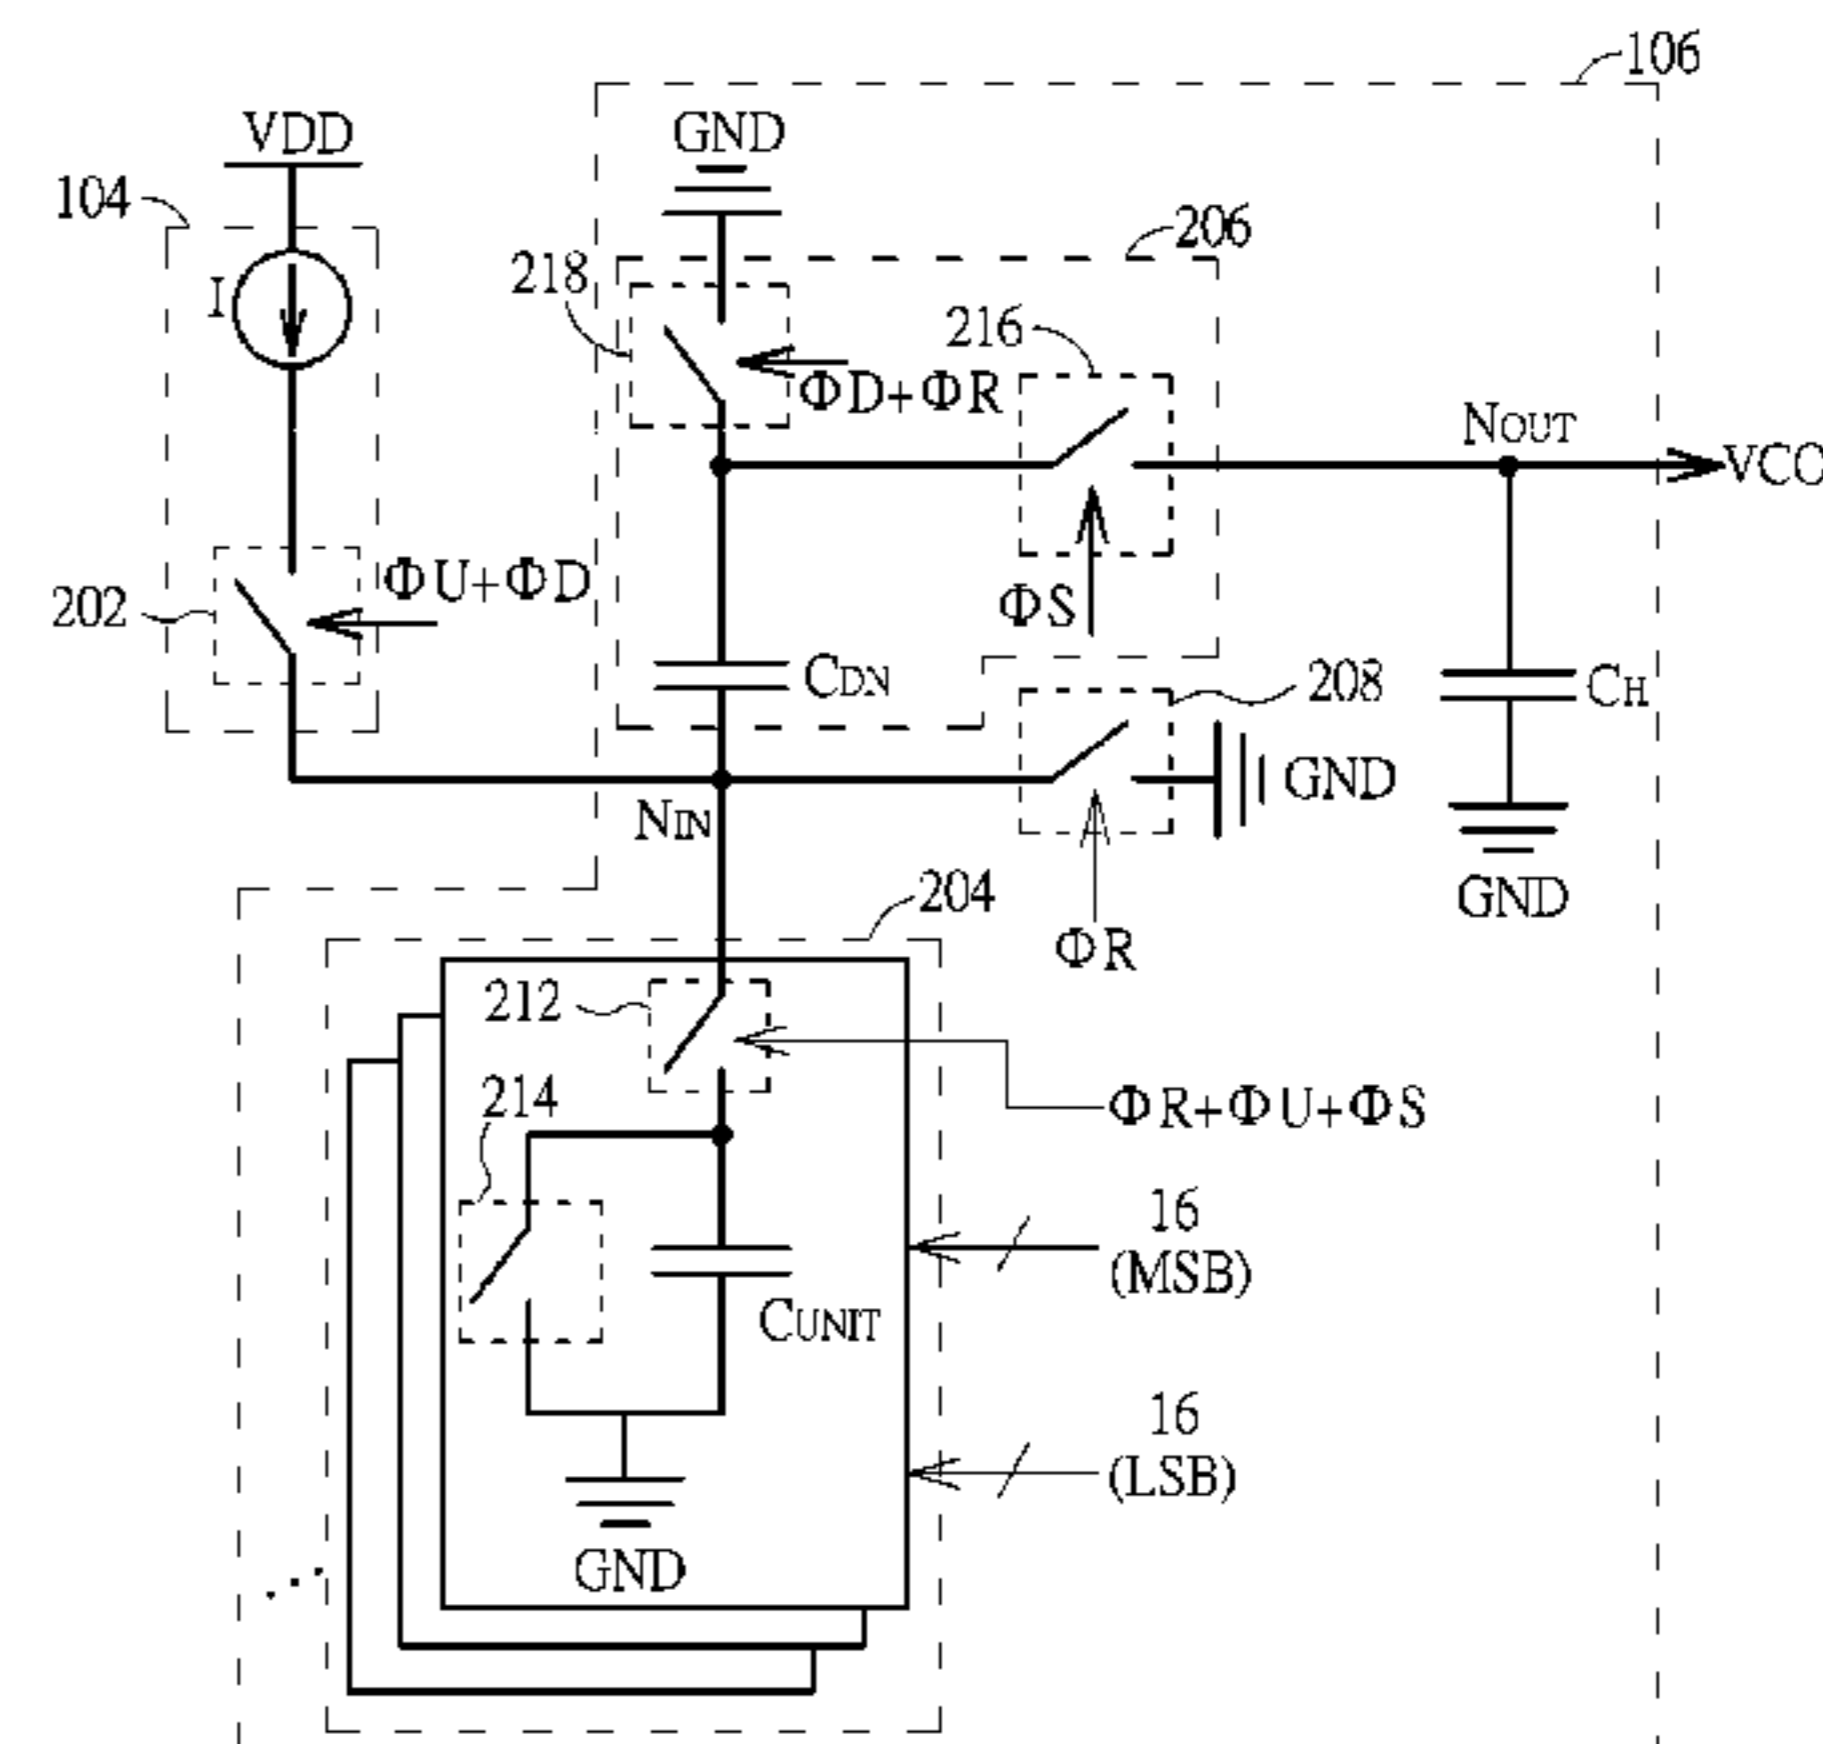 106
VDD
GND
104
206
218
I
216
ΦD+ΦR
NOUT
VCO
ΦU+ΦD
202
ΦS
CDN
208
CH
GND
NIN
GND
204
ΦR
212
214
ΦR+ΦU+ΦS
16
(MSB)
CUNIT
16
(LSB)
GND